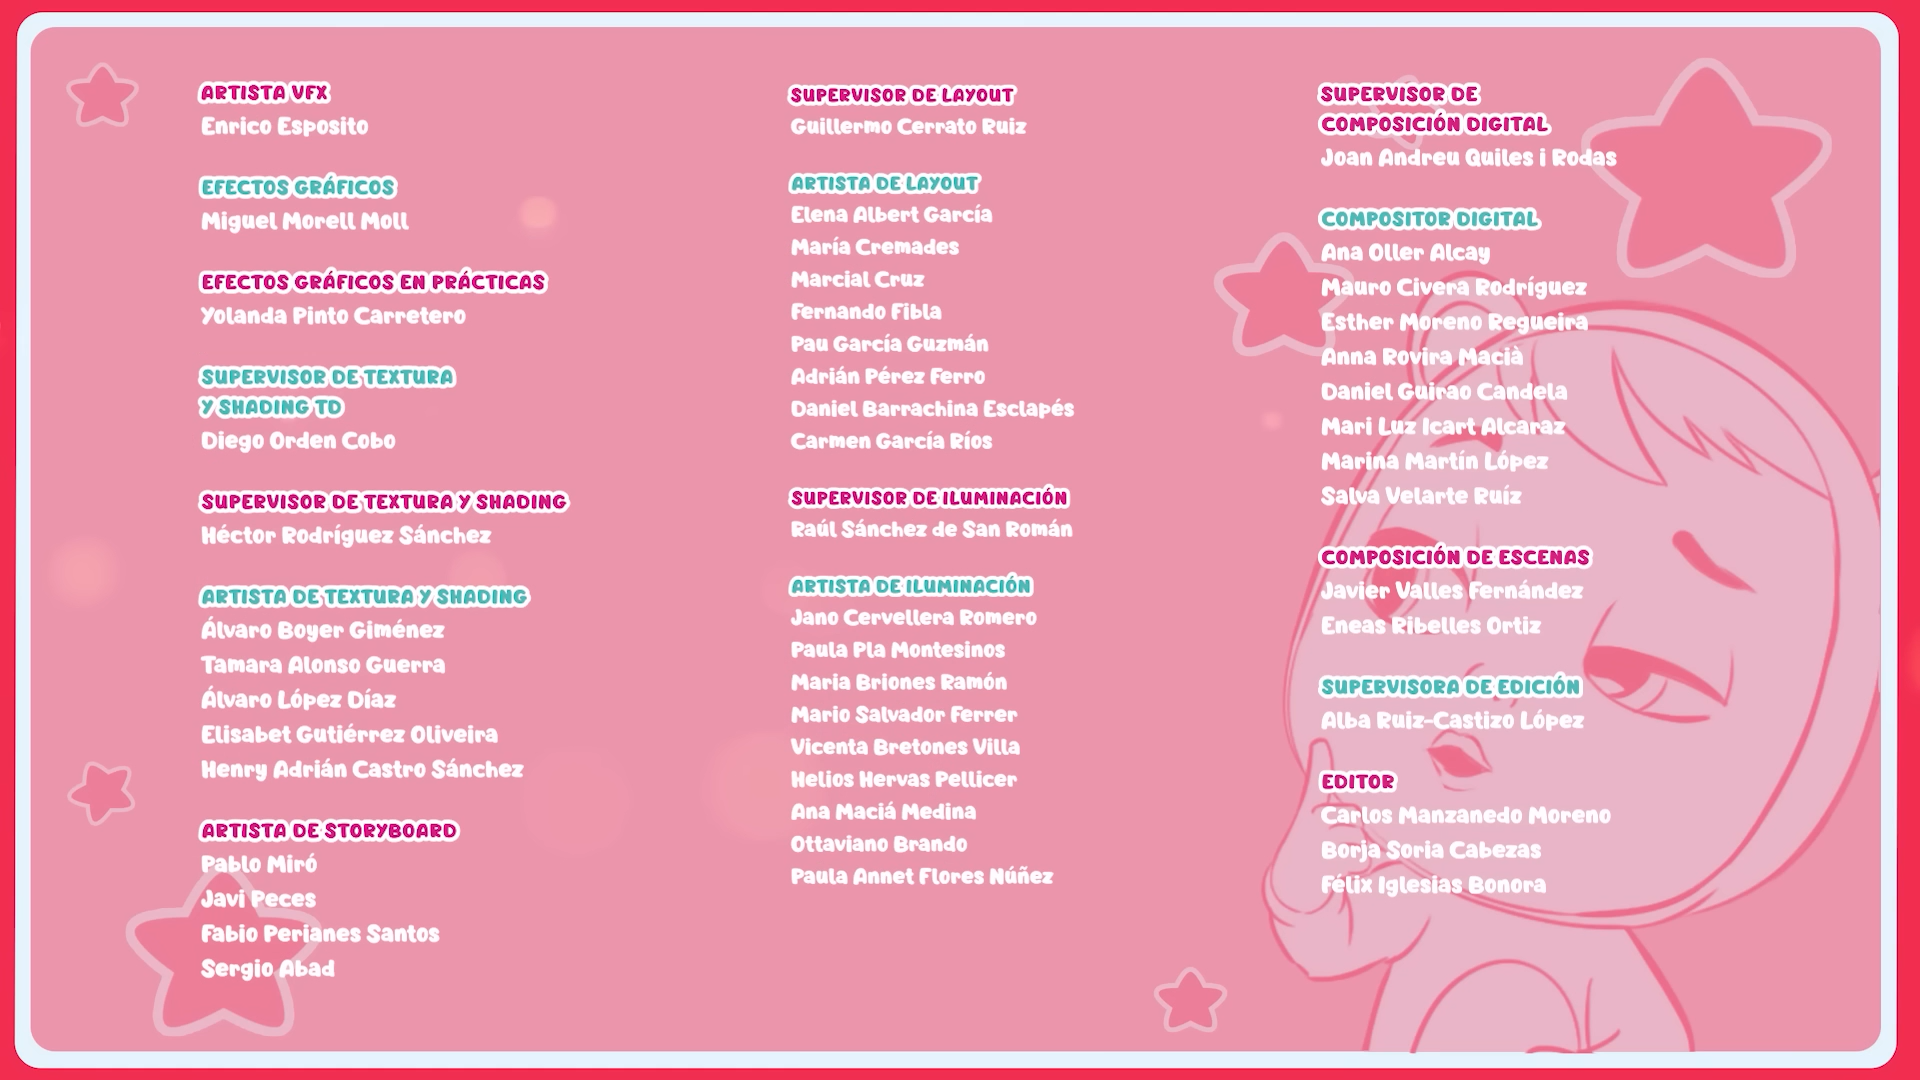 ARTISTA VFX
Enrico Esposito
EFECTOS GRÁFICOS
Miguel Morell Moll
EFECTOS GRÁFICOS EN PRÁCTICAS
Yolanda Pinto Carretero
SUPERVISOR DE TEXTURA
Y SHADING TD
Diego Orden Cobo
SUPERVISOR DE TEXTURA Y SHADING
Héctor Rodríguez Sánchez
ARTISTA DE TEXTURA Y SHADING
Álvaro Boyer Giménez
Tamara Alonso Guerra
Álvaro López Díaz
Elisabet Gutiérrez Oliveira
Henry Adrián Castro Sánchez
ARTISTA DE STORYBOARD
Pablo Miró
Javi Peces
Fabio Perianes Santos
Sergio Abad
SUPERVISOR DE LAYOUT
Guillermo Cerrato Ruiz
ARTISTA DE LAYOUT
Elena Albert García
María Cremades
Marcial Cruz
Fernando Fibla
Pau García Guzmán
Adrián Pérez Ferro
Daniel Barrachina Esclapés
Carmen García Ríos
SUPERVISOR DE ILUMINACIÓN
Raúl Sánchez de San Román
ARTISTA DE ILUMINACIÓN
Jano Cervellera Romero
Paula Pla Montesinos
Maria Briones Ramón
Mario Salvador Ferrer
Vicenta Bretones Villa
Helios Hervas Pellicer
Ana Maciá Medina
Ottaviano Brando
Paula Annet Flores Núñez
SUPERVISOR DE
COMPOSICIÓN DIGITAL
Joan Andreu Quiles i Rodas
COMPOSITOR DIGITAL
Ana Oller Alcay
Mauro Civera Rodríguez
Esther Moreno Regueira
Anna Rovira Macià
Daniel Guirao Candela
Mari Luz Icart Alcaraz
Marina Martín López
Salva Velarte Ruíz
COMPOSICIÓN DE ESCENAS
Javier Valles Fernández
Eneas Ribelles Ortiz
SUPERVISORA DE EDICIÓN
Alba Ruiz-Castizo López
EDITOR
Carlos Manzanedo Moreno
Borja Soria Cabezas
Félix Iglesias Bonora